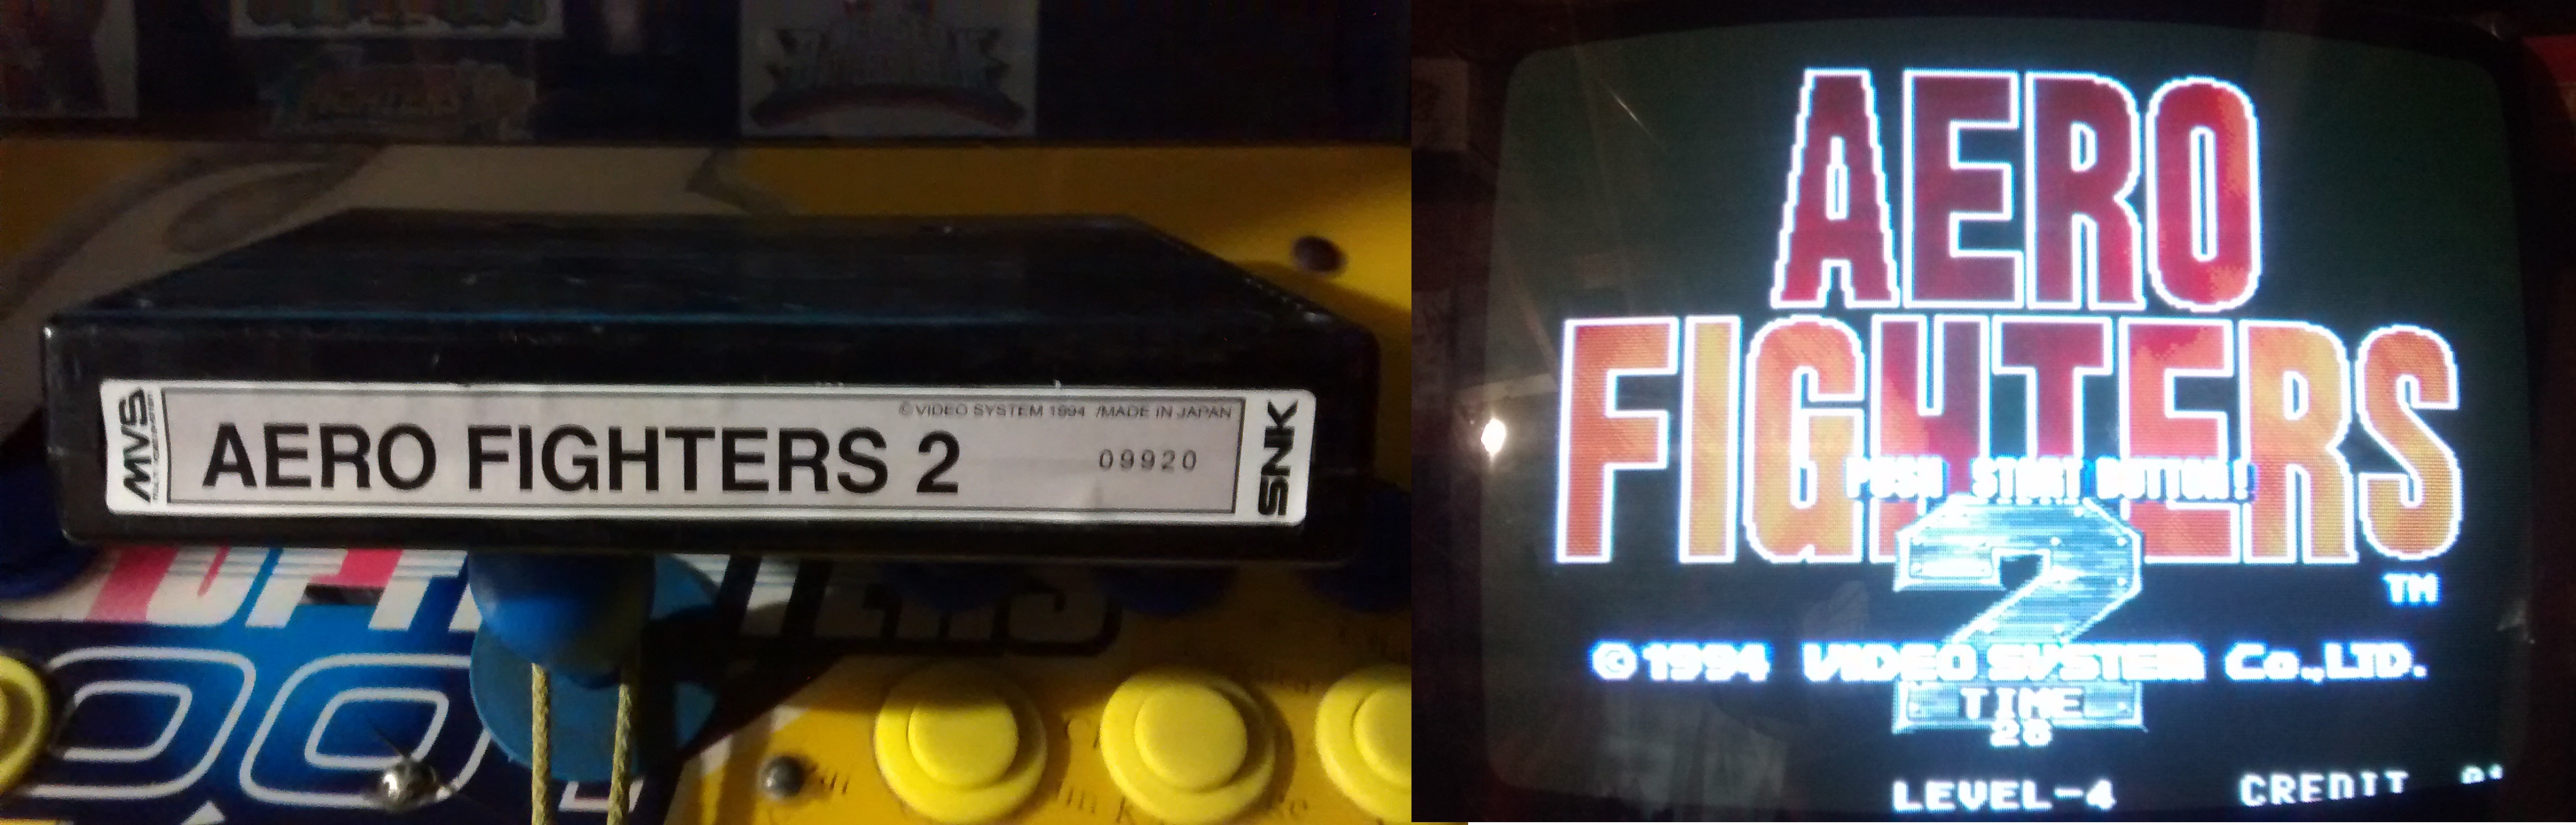 MVS
©VIDEO SYSTEM 1994 /MADE IN JAPAN
AERO FIGHTERS 2
09920
SNK
AERO
FIGHTERS
PUSH START BUTTON!
2
TM
©1994 VIDEO SYSTEM Co.,LTD.
TIME
28
LEVEL-4 CREDIT